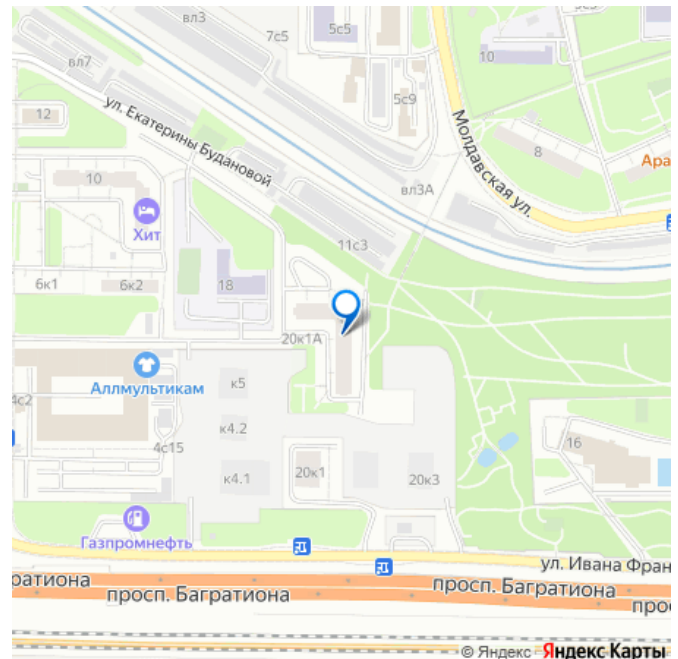 вл3
7с5
5с5
вл7
10
12
ул. Екатерины Будановой
5с9
Молдавская ул.
8
Ара
10
вл3А
Хит
11с3
6к1
6к2
18
20к1А
Аллмультикам
к5
4с2
к4.2
4с15
16
к4.1
20к1
20к3
Газпромнефть
ул. Ивана Фран
гратиона
просп. Багратиона
просп. Багратиона
про
© Яндекс Яндекс Карты